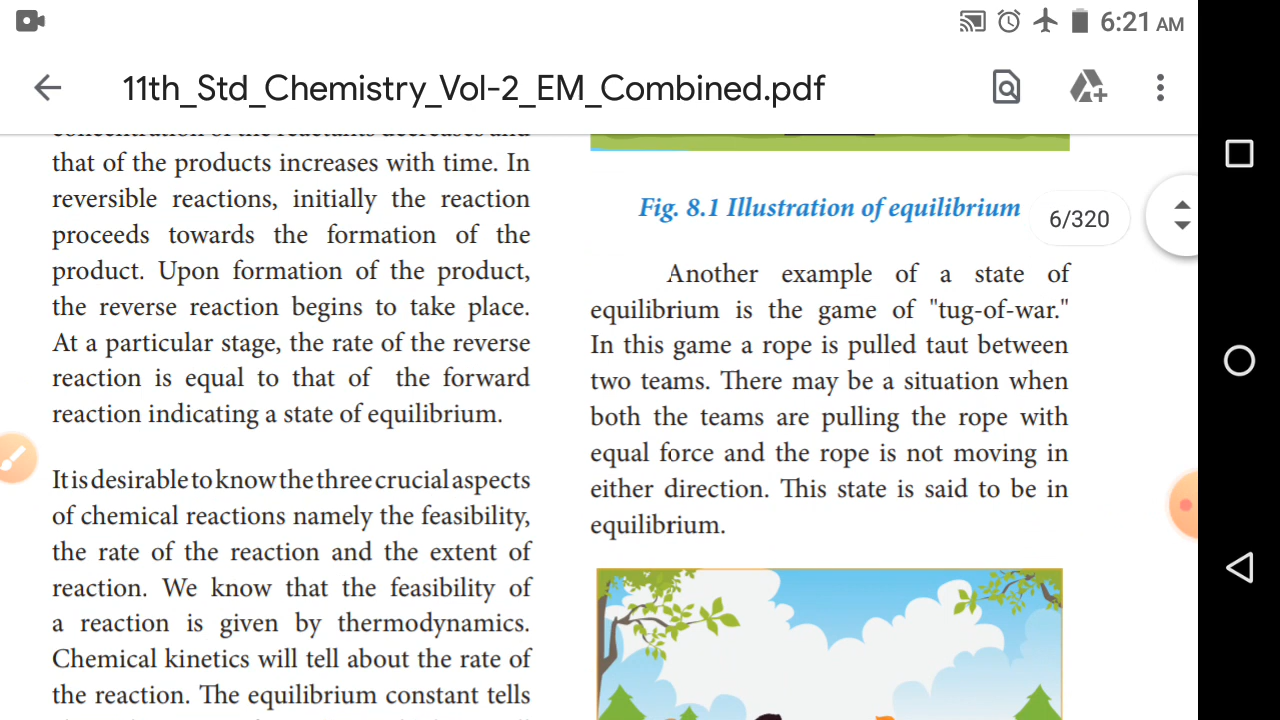 6:21 AM
11th_Std_Chemistry_Vol-2_EM_Combined.pdf
concentration of the reactants decreases and
that of the products increases with time. In
reversible reactions, initially the reaction
proceeds towards the formation of the
product. Upon formation of the product,
the reverse reaction begins to take place.
At a particular stage, the rate of the reverse
reaction is equal to that of the forward
reaction indicating a state of equilibrium.
It is desirable to know the three crucial aspects
of chemical reactions namely the feasibility,
the rate of the reaction and the extent of
reaction. We know that the feasibility of
a reaction is given by thermodynamics.
Chemical kinetics will tell about the rate of
the reaction. The equilibrium constant tells
Fig. 8.1 Illustration of equilibrium
6/320
Another example of a state of
equilibrium is the game of "tug-of-war."
In this game a rope is pulled taut between
two teams. There may be a situation when
both the teams are pulling the rope with
equal force and the rope is not moving in
either direction. This state is said to be in
equilibrium.